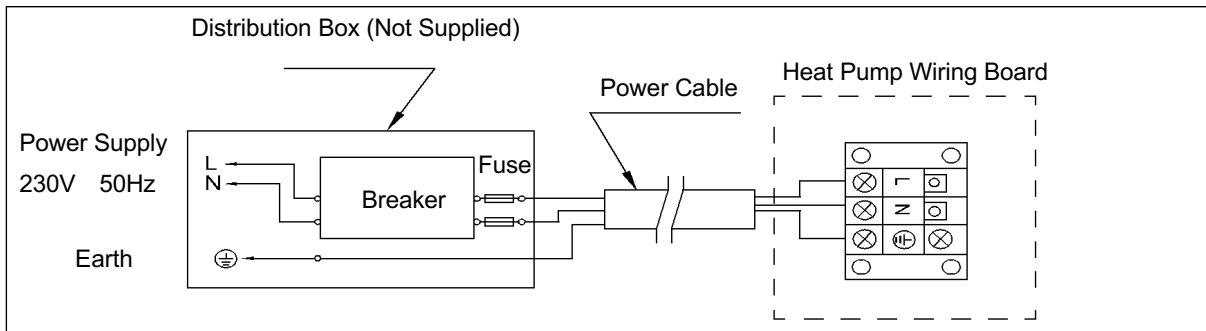 Distribution Box (Not Supplied)
Heat Pump Wiring Board
Power Cable
Power Supply
230V 50Hz
L
N
Fuse
Breaker
Earth
L
N